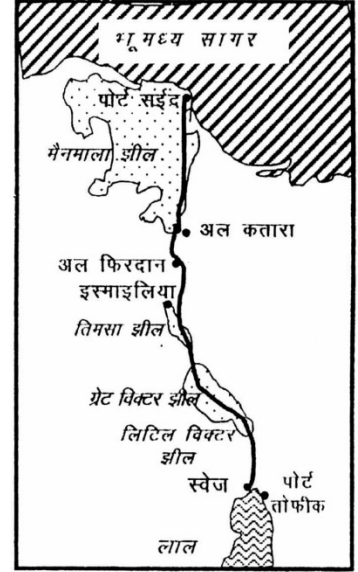 भूमध्य सागर
पोर्ट सईद
मैनमाला झील
अल कतारा
अल फिरदान
इस्माइलिया
तिमसा झील
ग्रेट विक्टर झील
लिटिल विक्टर
झील
स्वेज
पोर्ट
तोफीक
लाल